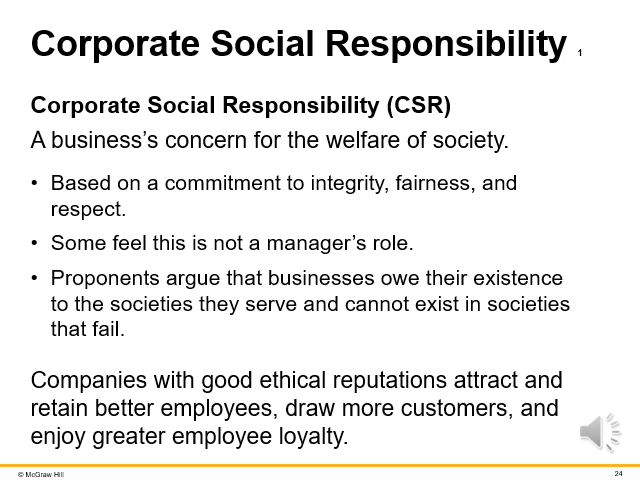 Corporate Social Responsibility 1
Corporate Social Responsibility (CSR)
A business’s concern for the welfare of society.
• Based on a commitment to integrity, fairness, and
respect.
• Some feel this is not a manager’s role.
• Proponents argue that businesses owe their existence
to the societies they serve and cannot exist in societies
that fail.
Companies with good ethical reputations attract and
retain better employees, draw more customers, and
enjoy greater employee loyalty.
© McGraw Hill
24